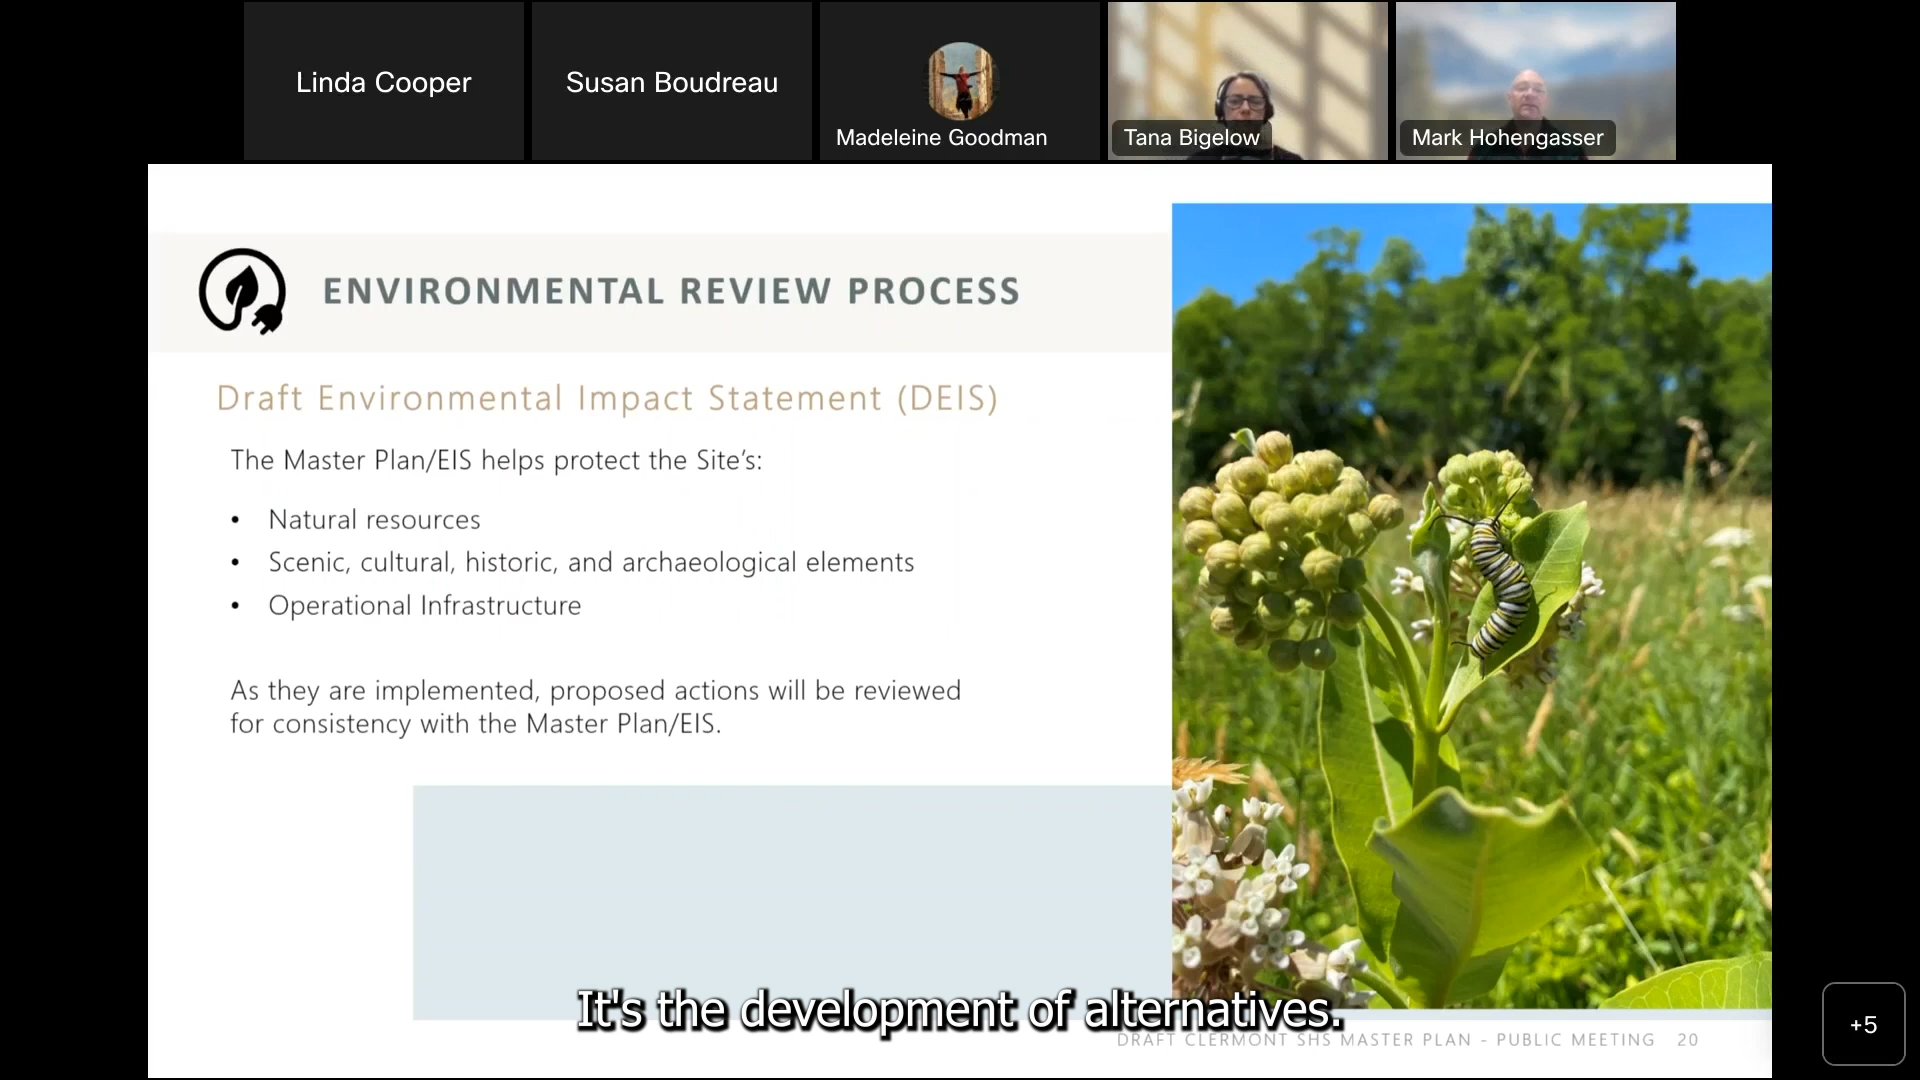 Linda Cooper
Susan Boudreau
Madeleine Goodman
Tana Bigelow
Mark Hohengasser
ENVIRONMENTAL REVIEW PROCESS
Draft Environmental Impact Statement (DEIS)
The Master Plan/EIS helps protect the Site's:
• Natural resources
• Scenic, cultural, historic, and archaeological elements
• Operational Infrastructure
As they are implemented, proposed actions will be reviewed
for consistency with the Master Plan/EIS.
It's the development of alternatives.
DRAFT CLERMONT SHS MASTER PLAN - PUBLIC MEETING 20
+5